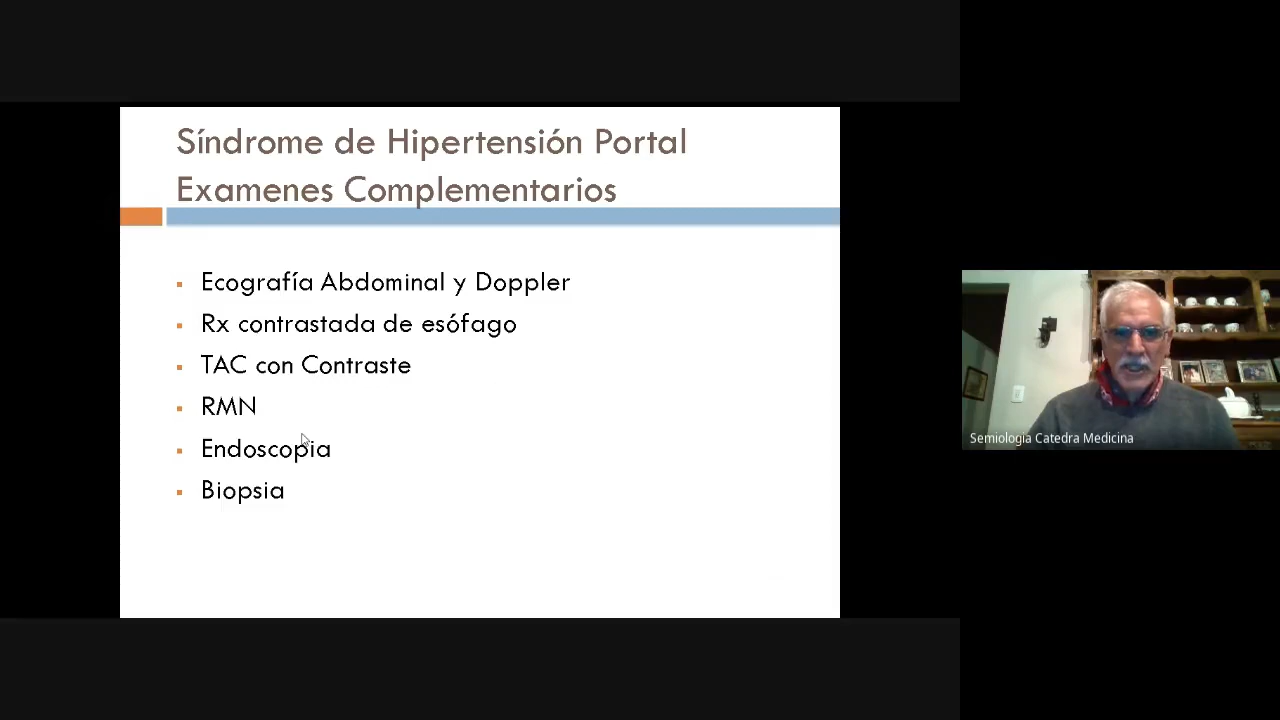 Síndrome de Hipertensión Portal
Examenes Complementarios
Ecografía Abdominal y Doppler
Rx contrastada de esófago
TAC con Contraste
RMN
Endoscopia
Biopsia
Semiologia Catedra Medicina